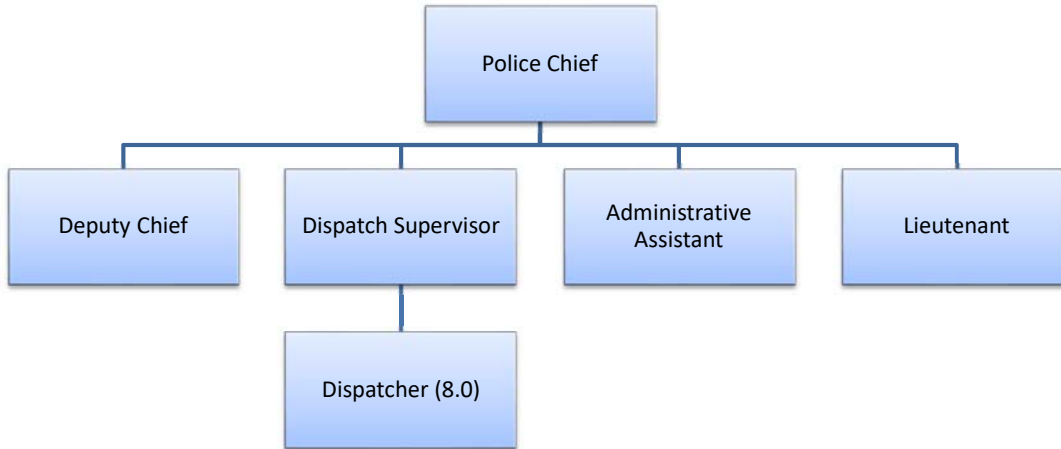 Police Chief
Deputy Chief
Dispatch Supervisor
Administrative
Assistant
Lieutenant
Dispatcher (8.0)